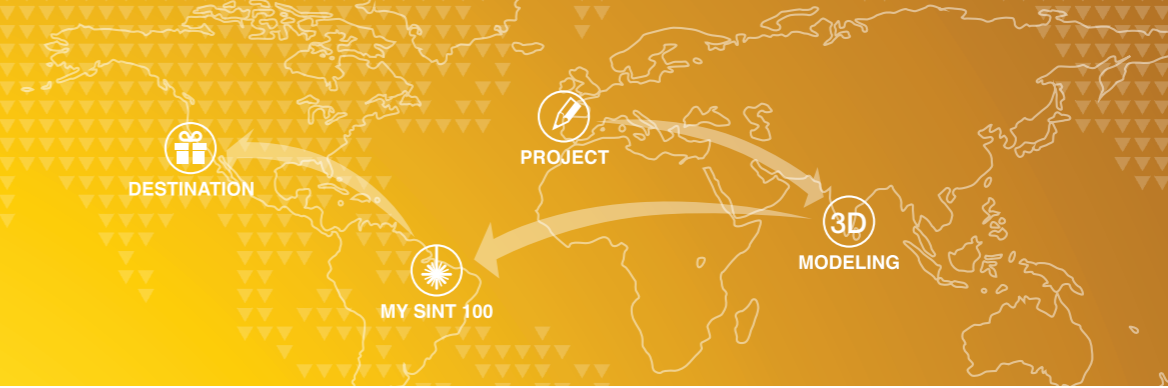 PROJECT
DESTINATION
3D
MODELING
MY SINT 100